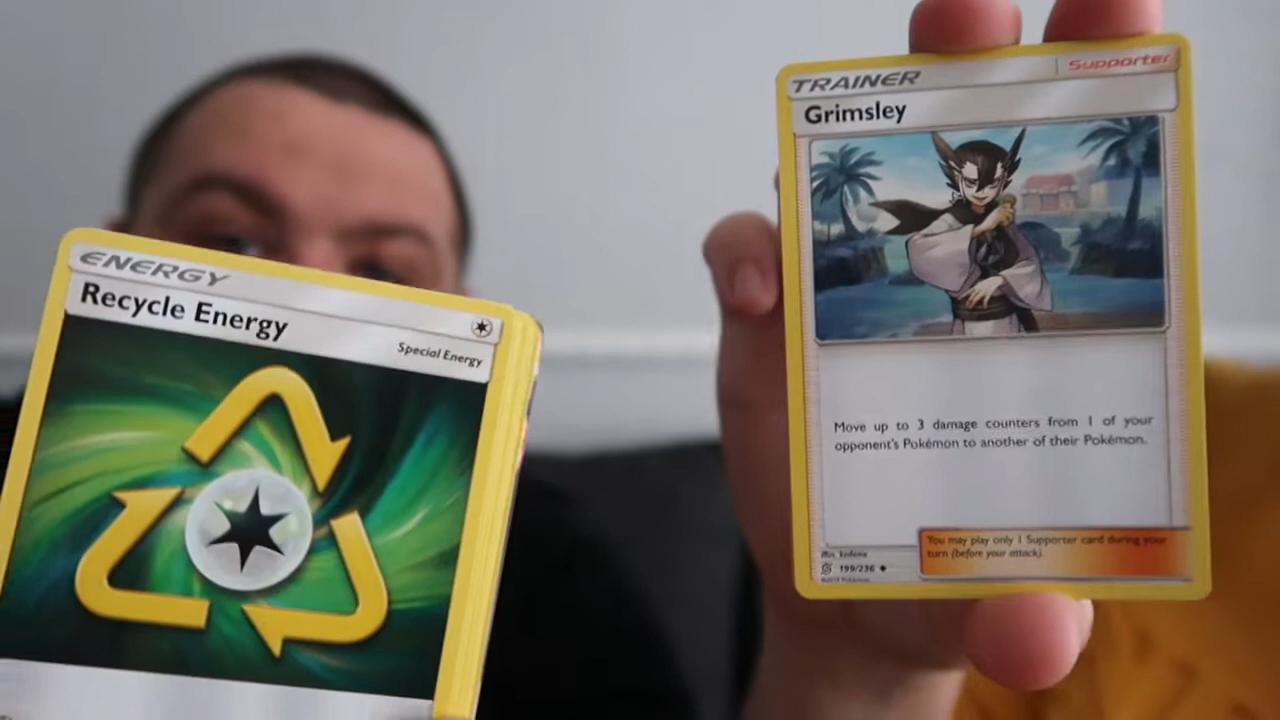 ENERGY
Recycle Energy
Special Energy
TRAINER
Supporter
Grimsley
Move up to 3 damage counters from 1 of your
opponent's Pokémon to another of their Pokémon.
You may play only 1 Supporter card during your
turn (before your attack).
199/236